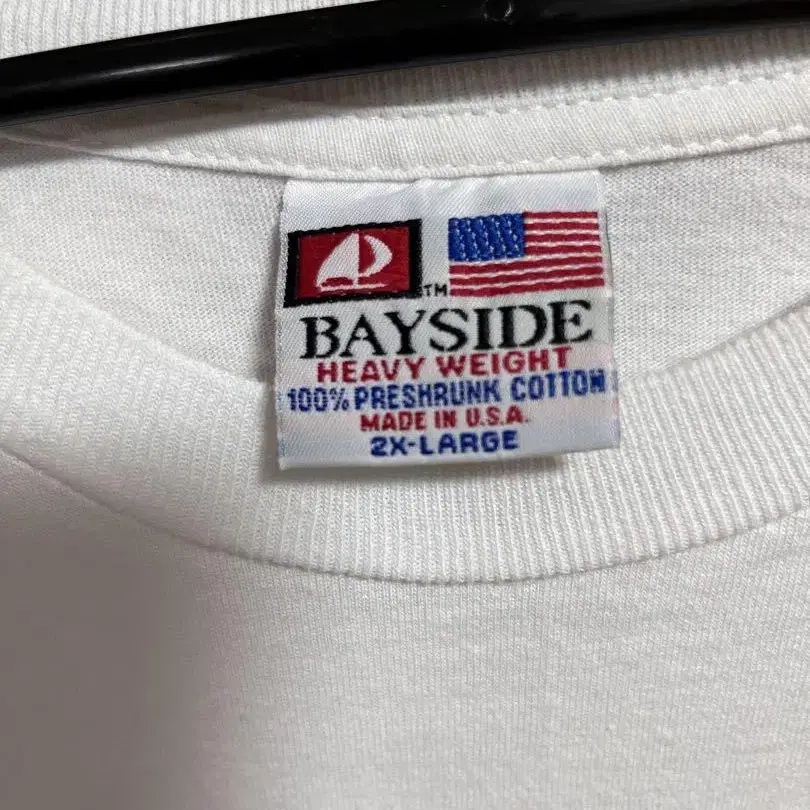 TM
BAYSIDE
HEAVY WEIGHT
100% PRESHRUNK COTTON
MADE IN U.S.A.
2X-LARGE